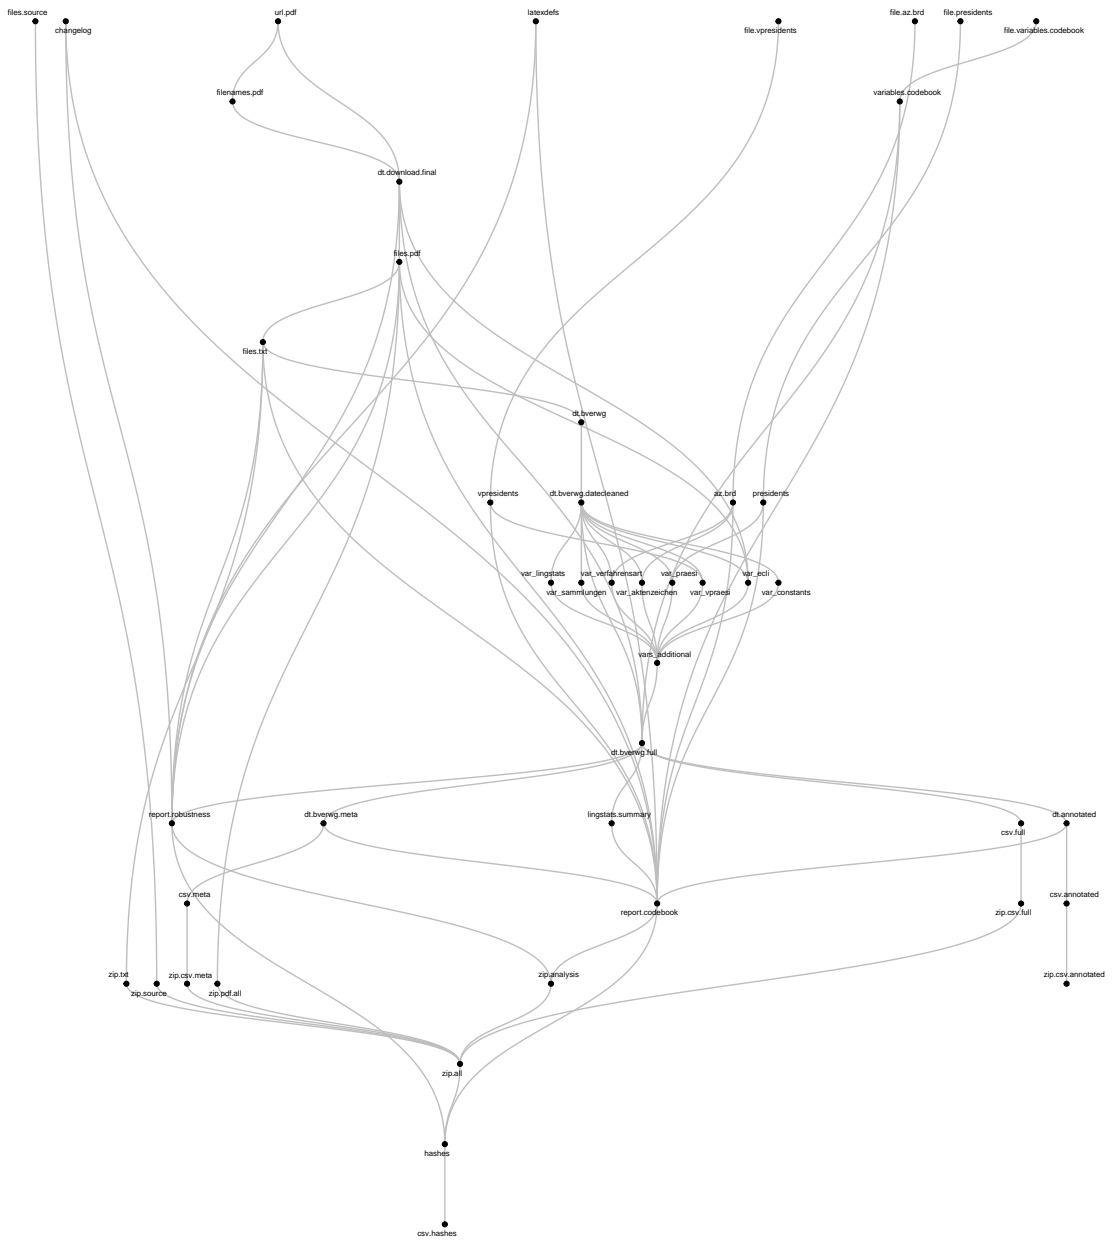 files.source
url.pdf
latexdefs
file.az.brd
file.presidents
changelog
file.vpresidents
file.variables.codebook
filenames.pdf
variables.codebook
dt.download.final
files.pdf
files.txt
dt.bverwg
vpresidents
dt.bverwg.datecleaned
az.brd
presidents
var_lingstats
var_verfahrensart
var_praesi
var_ecli
var_sammlungen
var_aktenzeichen
var_vpraesi
var_constants
vars_additional
dt.bverwg.full
report.robustness
dt.bverwg.meta
lingstats.summary
dt.annotated
csv.full
csv.meta
csv.annotated
report.codebook
zip.csv.full
zip.txt
zip.csv.meta
zip.analysis
zip.csv.annotated
zip.source
zip.pdf.all
zip.all
hashes
csv.hashes